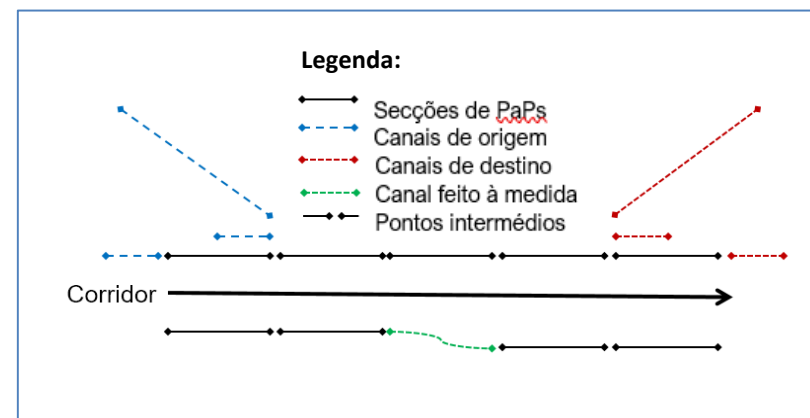 Legenda:
Secções de PaPs
Canais de origem
Canais de destino
Canal feito à medida
Pontos intermédios
Corridor